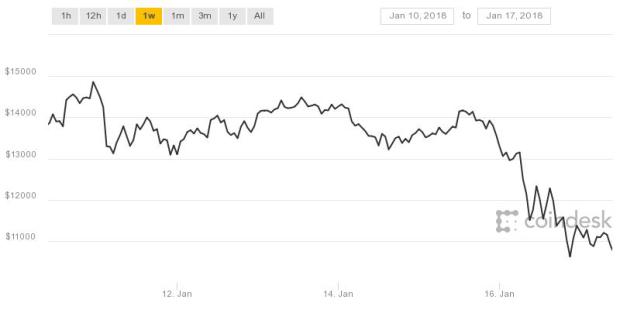 1h 12h 1d 1w 1m 3m 1y All Jan 10, 2018 to Jan 17, 2018
$15000
$14000
$13000
$12000
coindesk
$11000
12. Jan 14. Jan 16. Jan